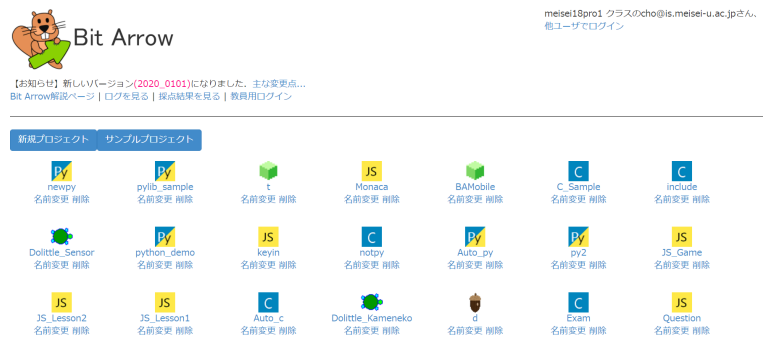 Bit Arrow
meisei18pro1 クラスのcho@is.meisei-u.ac.jpさん、
他ユーザでログイン
【お知らせ】新しいバージョン(2020_0101)になりました．主な変更点...
Bit Arrow解説ページ | ログを見る | 採点結果を見る | 教員用ログイン
新規プロジェクト サンプルプロジェクト
Py Py JS C C
newpy pylib_sample t Monaca BAMobile C_Sample include
名前変更 削除 名前変更 削除 名前変更 削除 名前変更 削除 名前変更 削除 名前変更 削除 名前変更 削除
Py JS C Py Py JS
Dolittle_Sensor python_demo keyin notpy Auto_py py2 JS_Game
名前変更 削除 名前変更 削除 名前変更 削除 名前変更 削除 名前変更 削除 名前変更 削除 名前変更 削除
JS JS C C JS
JS_Lesson2 JS_Lesson1 Auto_c Dolittle_Kameneko d Exam Question
名前変更 削除 名前変更 削除 名前変更 削除 名前変更 削除 名前変更 削除 名前変更 削除 名前変更 削除